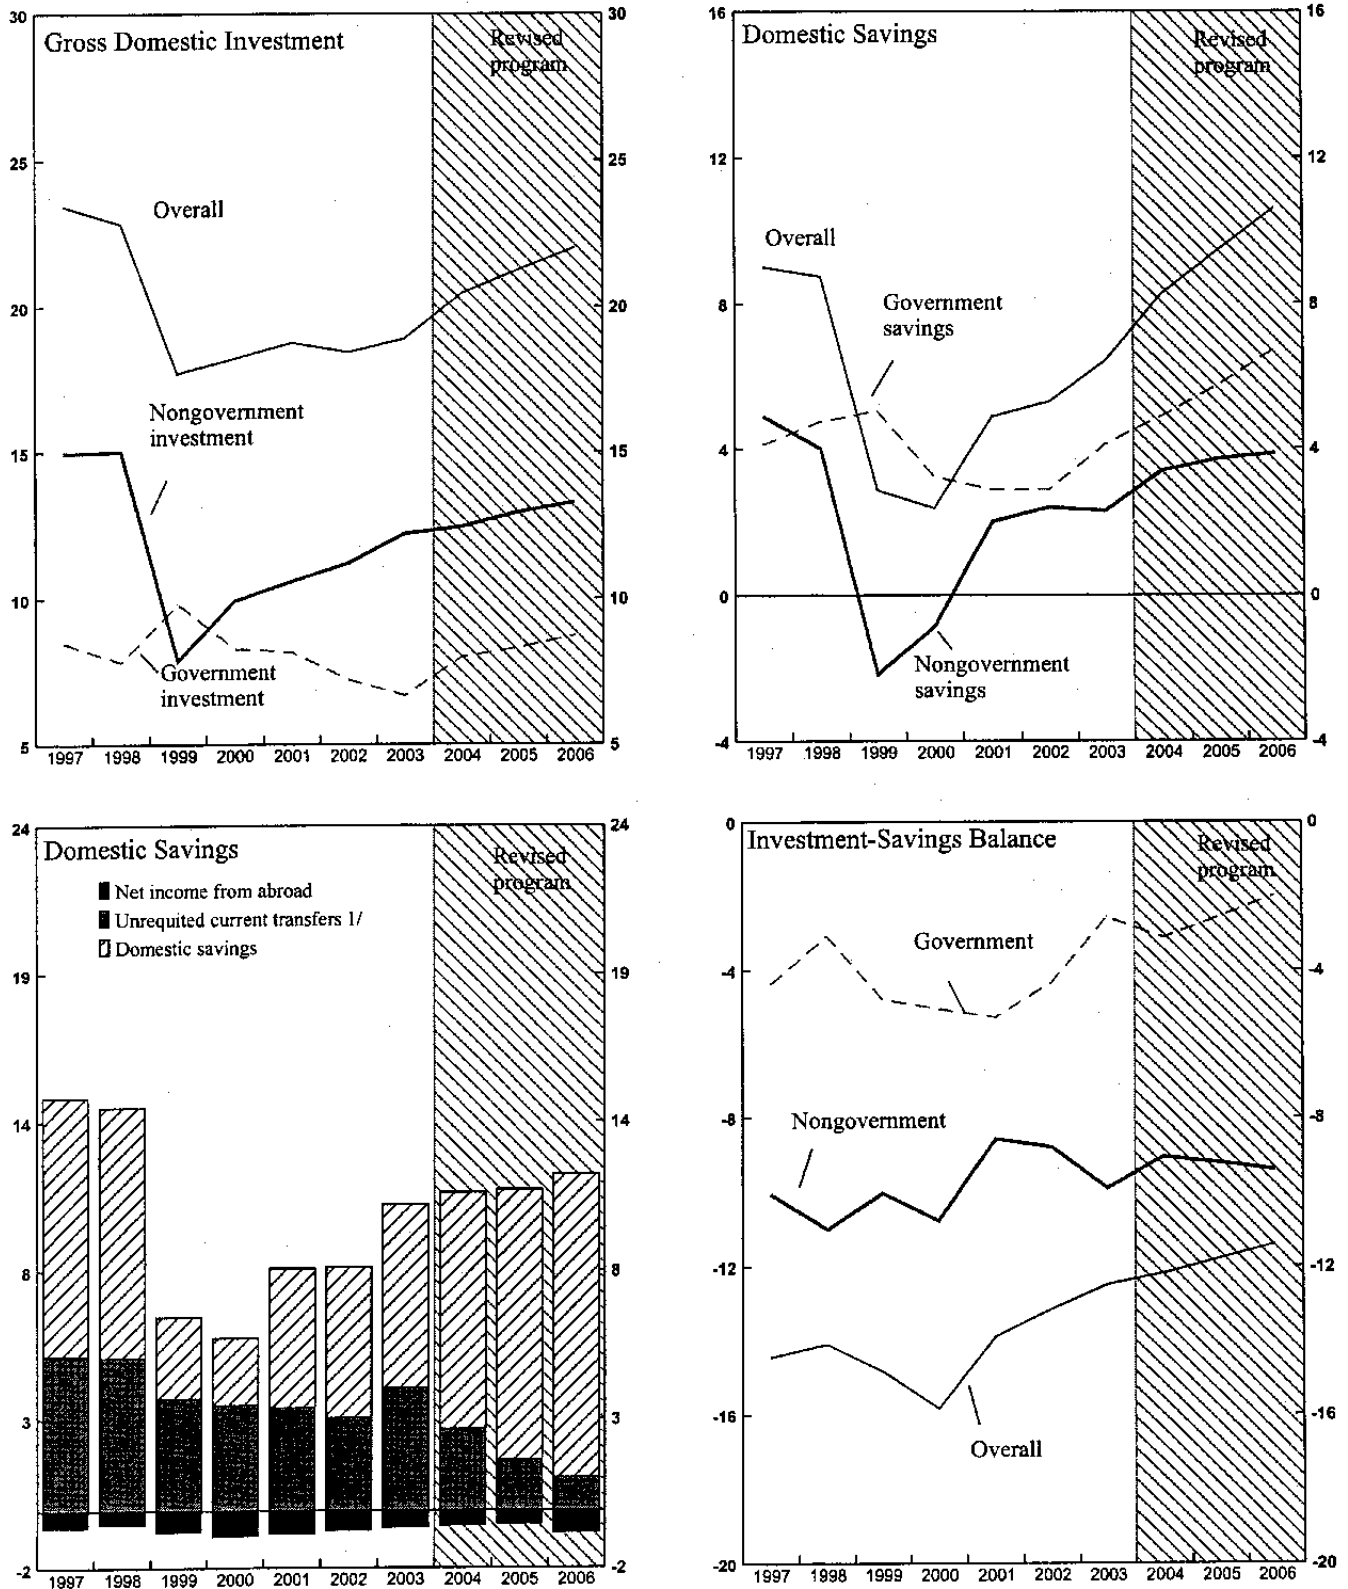 Gross Domestic Investment
Revised
program
30
25
20
15
10
5
30
25
20
15
10
5
Overall
Nongovernment
investment
Government
investment
1997 1998 1999 2000 2001 2002 2003 2004 2005 2006
Domestic Savings
Revised
program
16
12
8
4
0
-4
16
12
8
4
0
-4
Overall
Government
savings
Nongovernment
savings
1997 1998 1999 2000 2001 2002 2003 2004 2005 2006
Domestic Savings
Revised
program
Net income from abroad
Unrequited current transfers 1/
Domestic savings
24
19
14
8
3
-2
24
19
14
8
3
-2
1997 1998 1999 2000 2001 2002 2003 2004 2005 2006
Investment-Savings Balance
Revised
program
0
-4
-8
-12
-16
-20
0
-4
-8
-12
-16
-20
Government
Nongovernment
Overall
1997 1998 1999 2000 2001 2002 2003 2004 2005 2006